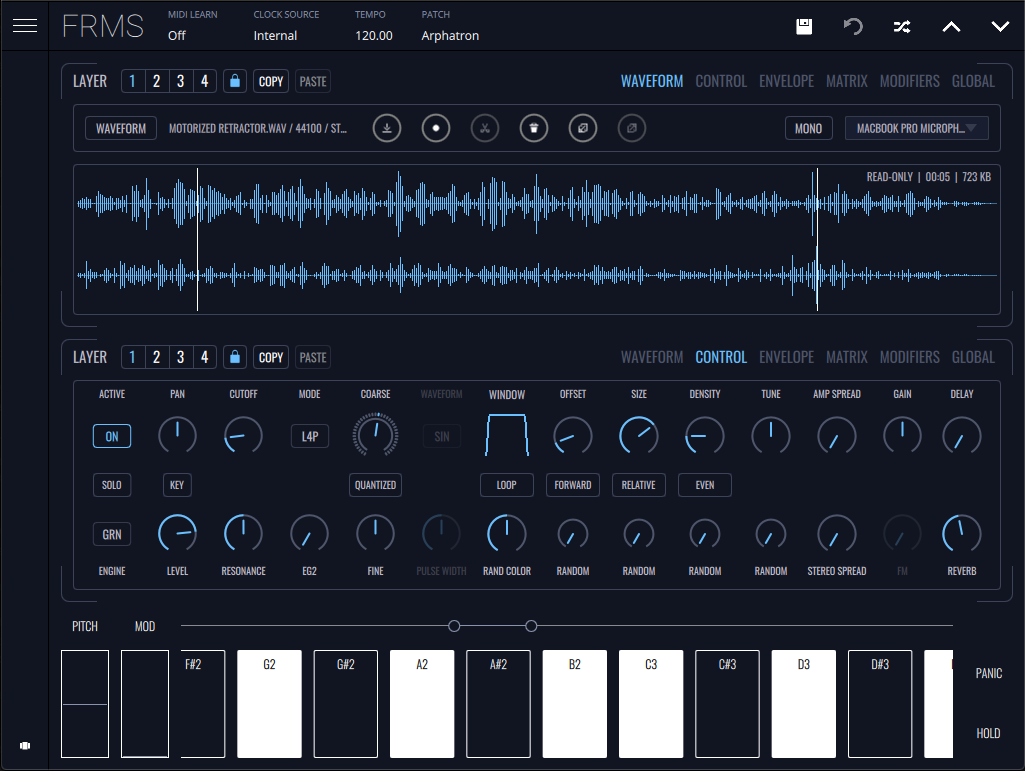 FRMS
MIDI LEARN CLOCK SOURCE TEMPO PATCH
Off Internal 120.00 Arphatron
LAYER 1 2 3 4 COPY PASTE WAVEFORM CONTROL ENVELOPE MATRIX MODIFIERS GLOBAL
WAVEFORM MOTORIZED RETRACTOR.WAV / 44100 / ST... MONO MACBOOK PRO MICROPH...
READ-ONLY | 00:05 | 723 KB
LAYER 1 2 3 4 COPY PASTE WAVEFORM CONTROL ENVELOPE MATRIX MODIFIERS GLOBAL
ACTIVE PAN CUTOFF MODE COARSE WAVEFORM WINDOW OFFSET SIZE DENSITY TUNE AMP SPREAD GAIN DELAY
ON L4P SIN
SOLO KEY QUANTIZED LOOP FORWARD RELATIVE EVEN
GRN
ENGINE LEVEL RESONANCE EG2 FINE PULSE WIDTH RAND COLOR RANDOM RANDOM RANDOM RANDOM STEREO SPREAD FM REVERB
PITCH MOD
F#2 G2 G#2 A2 A#2 B2 C3 C#3 D3 D#3
PANIC
HOLD